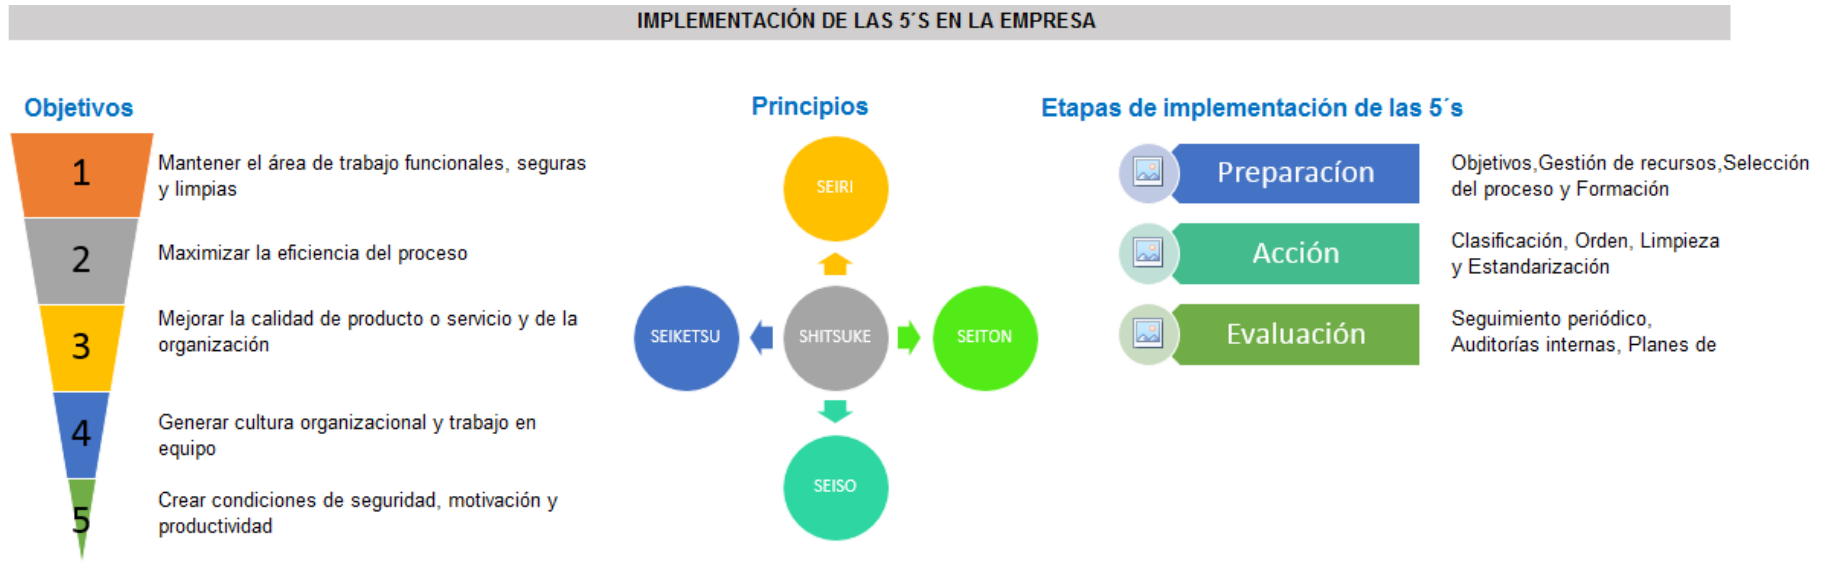 IMPLEMENTACIÓN DE LAS 5´S EN LA EMPRESA
Objetivos
1
Mantener el área de trabajo funcionales, seguras
y limpias
2
Maximizar la eficiencia del proceso
3
Mejorar la calidad de producto o servicio y de la
organización
4
Generar cultura organizacional y trabajo en
equipo
5
Crear condiciones de seguridad, motivación y
productividad
Principios
SEIRI
SEIKETSU
SHITSUKE
SEITON
SEISO
Etapas de implementación de las 5´s
Preparacíon
Objetivos,Gestión de recursos,Selección
del proceso y Formación
Acción
Clasificación, Orden, Limpieza
y Estandarización
Evaluación
Seguimiento periódico,
Auditorías internas, Planes de